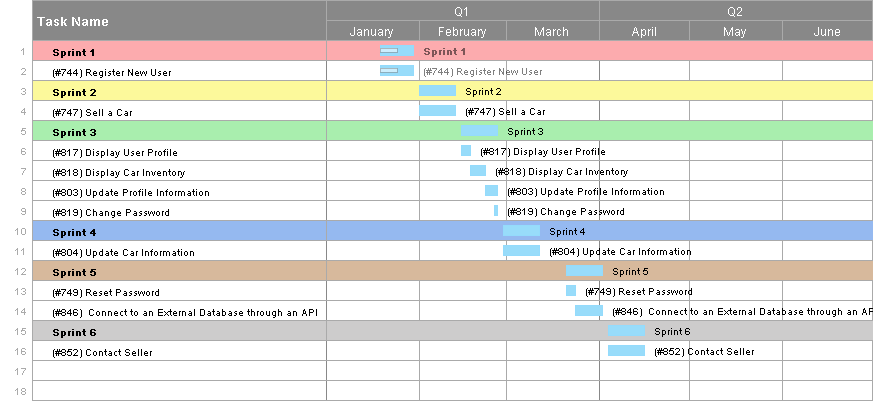 Task Name
Q1 Q2
January February March April May June
1 Sprint 1 Sprint 1
2 (#744) Register New User (#744) Register New User
3 Sprint 2 Sprint 2
4 (#747) Sell a Car (#747) Sell a Car
5 Sprint 3 Sprint 3
6 (#817) Display User Profile (#817) Display User Profile
7 (#818) Display Car Inventory (#818) Display Car Inventory
8 (#803) Update Profile Information (#803) Update Profile Information
9 (#819) Change Password (#819) Change Password
10 Sprint 4 Sprint 4
11 (#804) Update Car Information (#804) Update Car Information
12 Sprint 5 Sprint 5
13 (#749) Reset Password (#749) Reset Password
14 (#846) Connect to an External Database through an API (#846) Connect to an External Database through an AP
15 Sprint 6 Sprint 6
16 (#852) Contact Seller (#852) Contact Seller
17
18